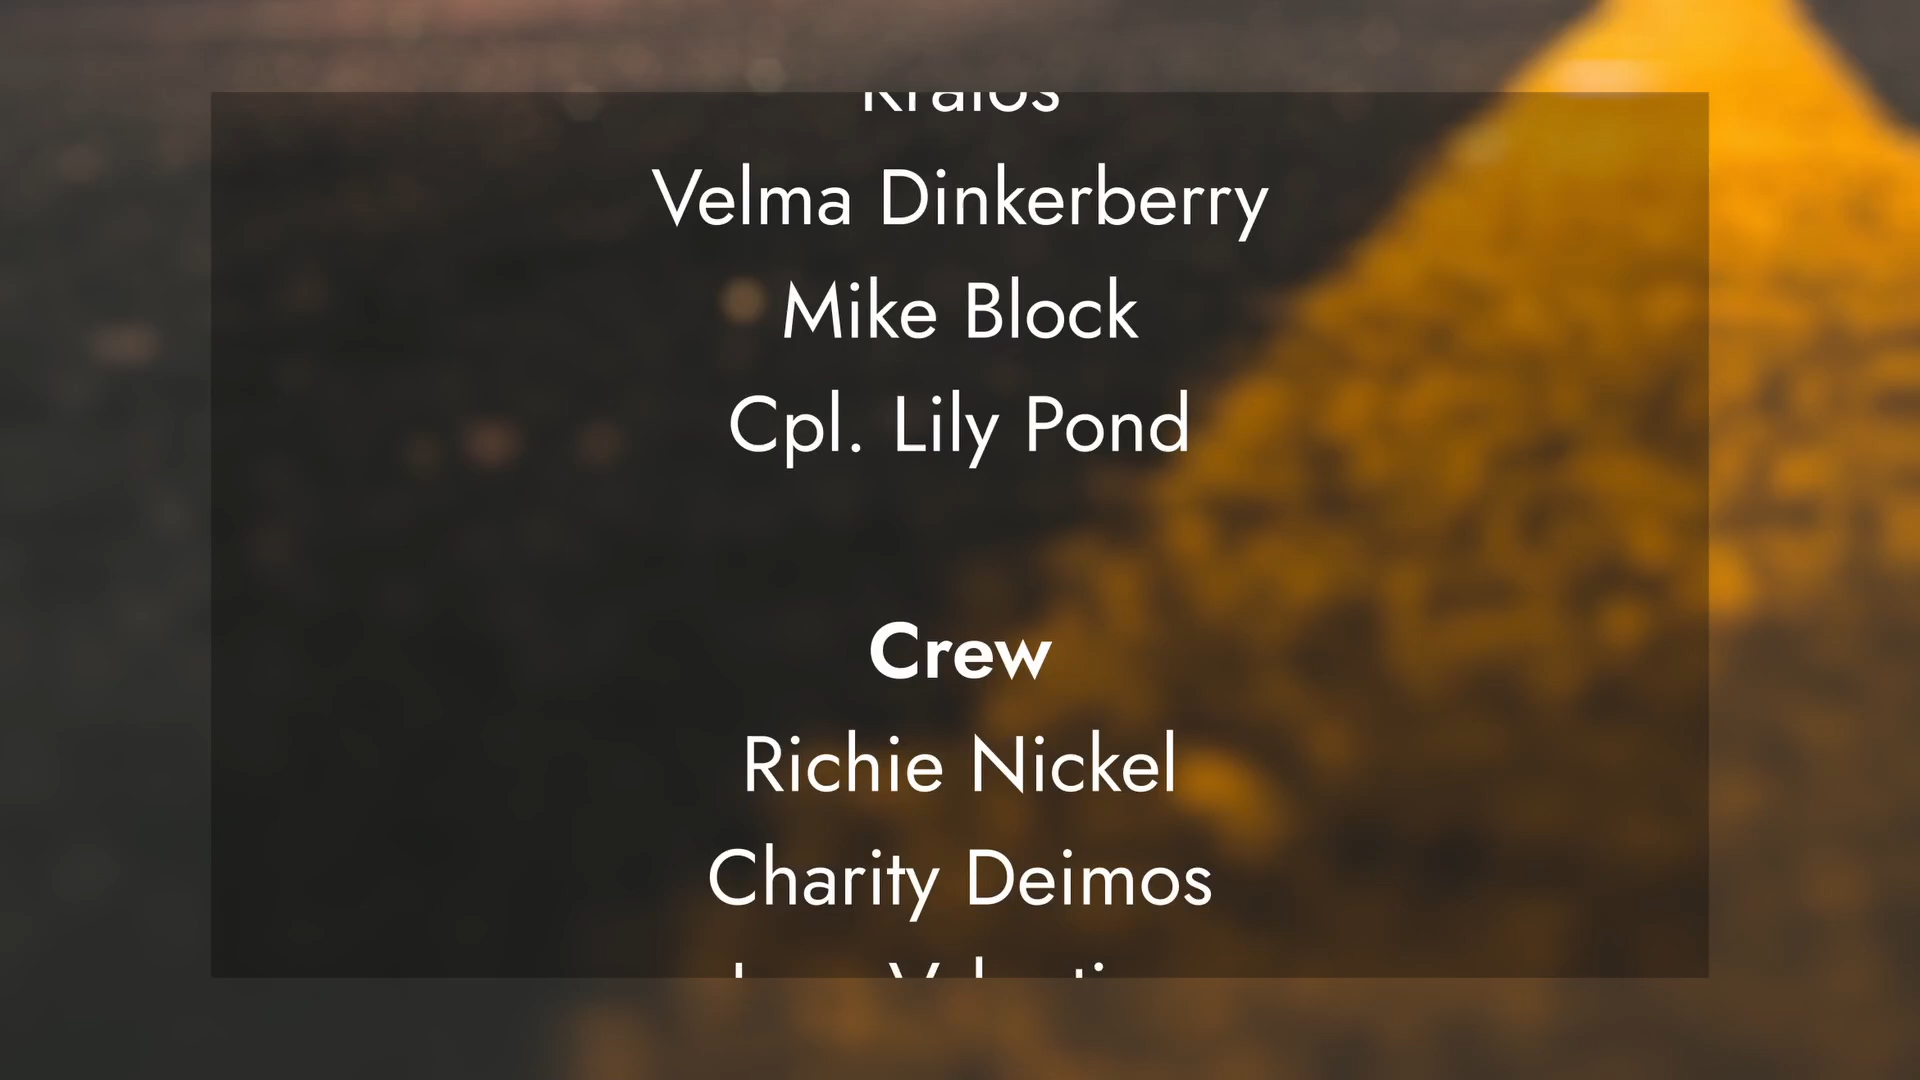 Velma Dinkerberry
Mike Block
Cpl. Lily Pond
Crew
Richie Nickel
Charity Deimos